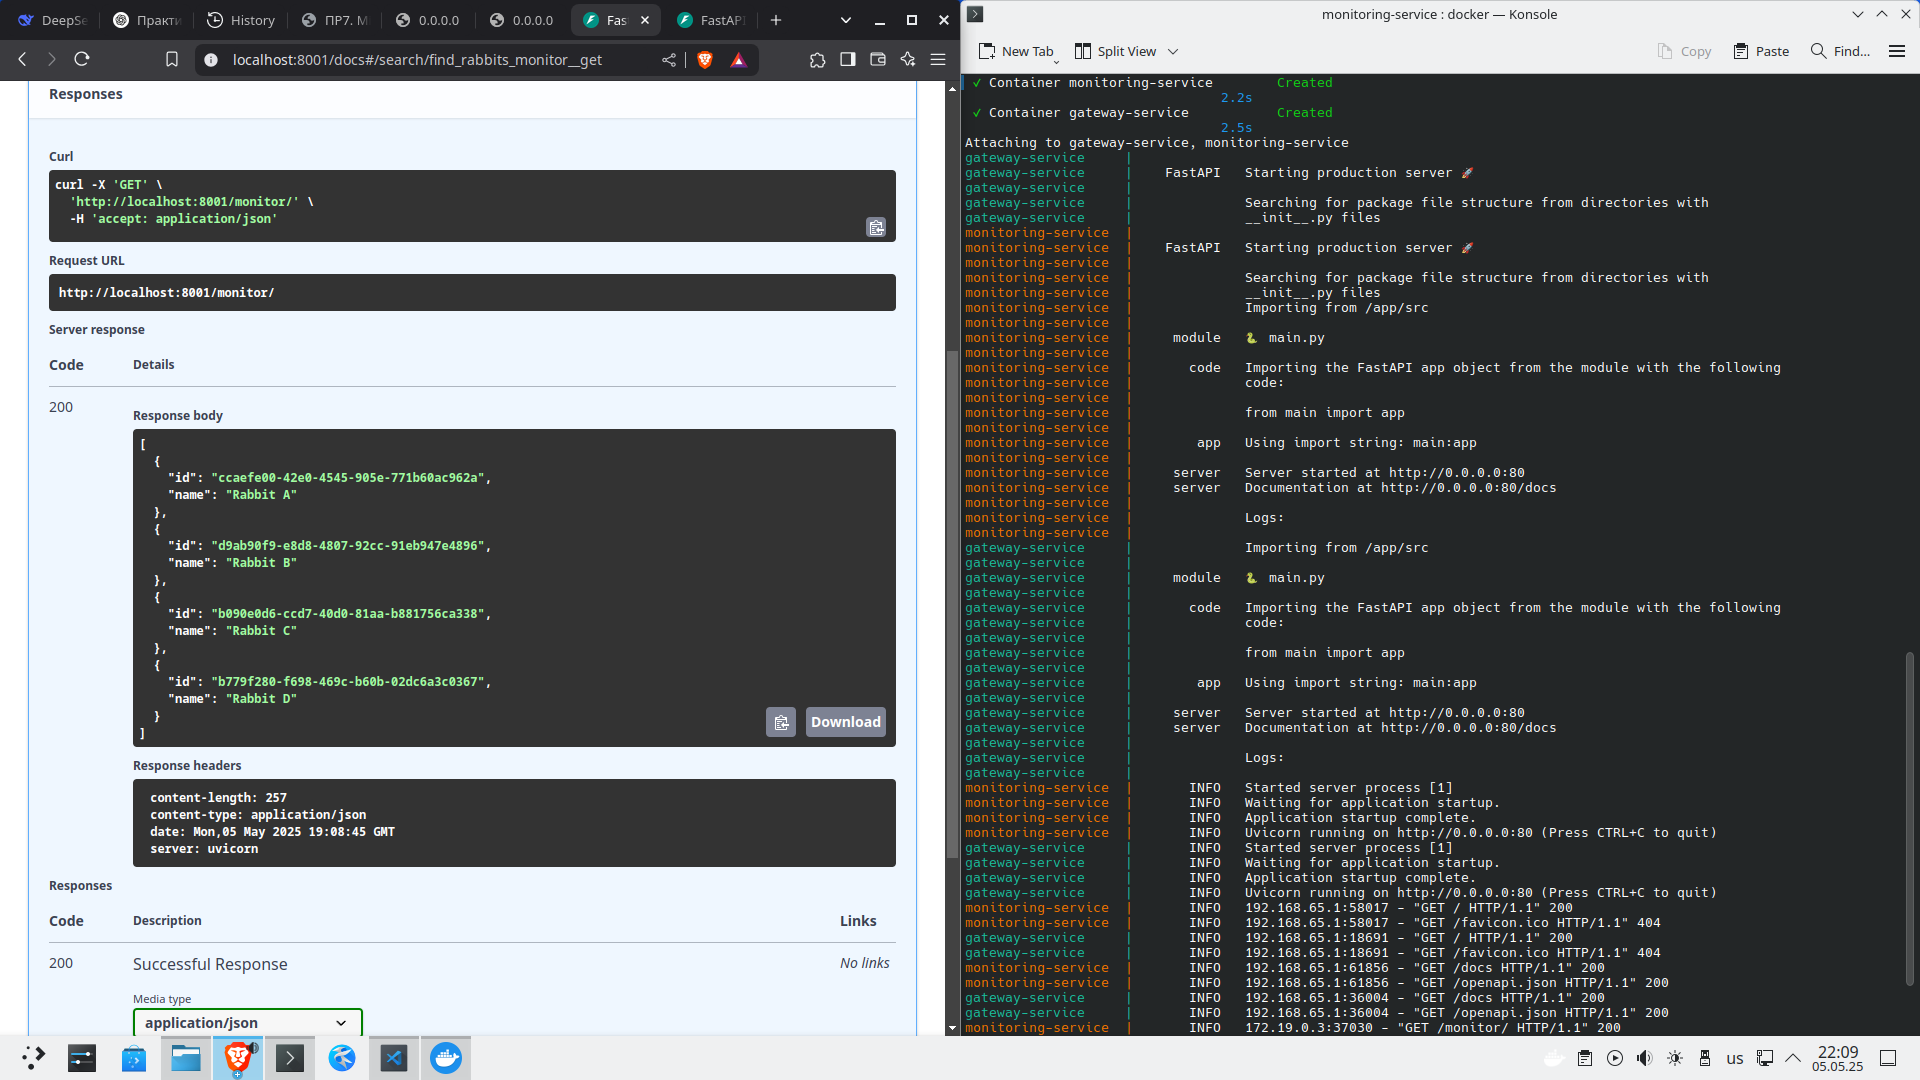 DeepSe
Практи
History
ПР7. М
0.0.0.0
0.0.0.0
Fas
FastAPI
localhost:8001/docs#/search/find_rabbits_monitor__get
Responses
Curl
curl -X 'GET' \
'http://localhost:8001/monitor/' \
-H 'accept: application/json'
Request URL
http://localhost:8001/monitor/
Server response
Code Details
200
Response body
[
{
"id": "ccaefe00-42e0-4545-905e-771b60ac962a",
"name": "Rabbit A"
},
{
"id": "d9ab90f9-e8d8-4807-92cc-91eb947e4896",
"name": "Rabbit B"
},
{
"id": "b090e0d6-ccd7-40d0-81aa-b881756ca338",
"name": "Rabbit C"
},
{
"id": "b779f280-f698-469c-b60b-02dc6a3c0367",
"name": "Rabbit D"
}
]
Download
Response headers
content-length: 257
content-type: application/json
date: Mon,05 May 2025 19:08:45 GMT
server: uvicorn
Responses
Code Description Links
200 Successful Response No links
Media type
application/json
monitoring-service : docker — Konsole
New Tab Split View Copy Paste Find...
✓ Container monitoring-service Created
2.2s
✓ Container gateway-service Created
2.5s
Attaching to gateway-service, monitoring-service
gateway-service |
gateway-service | FastAPI Starting production server 🚀
gateway-service |
gateway-service | Searching for package file structure from directories with
gateway-service | __init__.py files
monitoring-service |
monitoring-service | FastAPI Starting production server 🚀
monitoring-service |
monitoring-service | Searching for package file structure from directories with
monitoring-service | __init__.py files
monitoring-service | Importing from /app/src
monitoring-service |
monitoring-service | module 🐍 main.py
monitoring-service |
monitoring-service | code Importing the FastAPI app object from the module with the following
monitoring-service | code:
monitoring-service |
monitoring-service | from main import app
monitoring-service |
monitoring-service | app Using import string: main:app
monitoring-service |
monitoring-service | server Server started at http://0.0.0.0:80
monitoring-service | server Documentation at http://0.0.0.0:80/docs
monitoring-service |
monitoring-service | Logs:
monitoring-service |
gateway-service | Importing from /app/src
gateway-service |
gateway-service | module 🐍 main.py
gateway-service |
gateway-service | code Importing the FastAPI app object from the module with the following
gateway-service | code:
gateway-service |
gateway-service | from main import app
gateway-service |
gateway-service | app Using import string: main:app
gateway-service |
gateway-service | server Server started at http://0.0.0.0:80
gateway-service | server Documentation at http://0.0.0.0:80/docs
gateway-service |
gateway-service | Logs:
gateway-service |
monitoring-service | INFO Started server process [1]
monitoring-service | INFO Waiting for application startup.
monitoring-service | INFO Application startup complete.
monitoring-service | INFO Uvicorn running on http://0.0.0.0:80 (Press CTRL+C to quit)
gateway-service | INFO Started server process [1]
gateway-service | INFO Waiting for application startup.
gateway-service | INFO Application startup complete.
gateway-service | INFO Uvicorn running on http://0.0.0.0:80 (Press CTRL+C to quit)
monitoring-service | INFO 192.168.65.1:58017 - "GET / HTTP/1.1" 200
monitoring-service | INFO 192.168.65.1:58017 - "GET /favicon.ico HTTP/1.1" 404
gateway-service | INFO 192.168.65.1:18691 - "GET / HTTP/1.1" 200
gateway-service | INFO 192.168.65.1:18691 - "GET /favicon.ico HTTP/1.1" 404
monitoring-service | INFO 192.168.65.1:61856 - "GET /docs HTTP/1.1" 200
monitoring-service | INFO 192.168.65.1:61856 - "GET /openapi.json HTTP/1.1" 200
gateway-service | INFO 192.168.65.1:36004 - "GET /docs HTTP/1.1" 200
gateway-service | INFO 192.168.65.1:36004 - "GET /openapi.json HTTP/1.1" 200
monitoring-service | INFO 172.19.0.3:37030 - "GET /monitor/ HTTP/1.1" 200
us
22:09
05.05.25